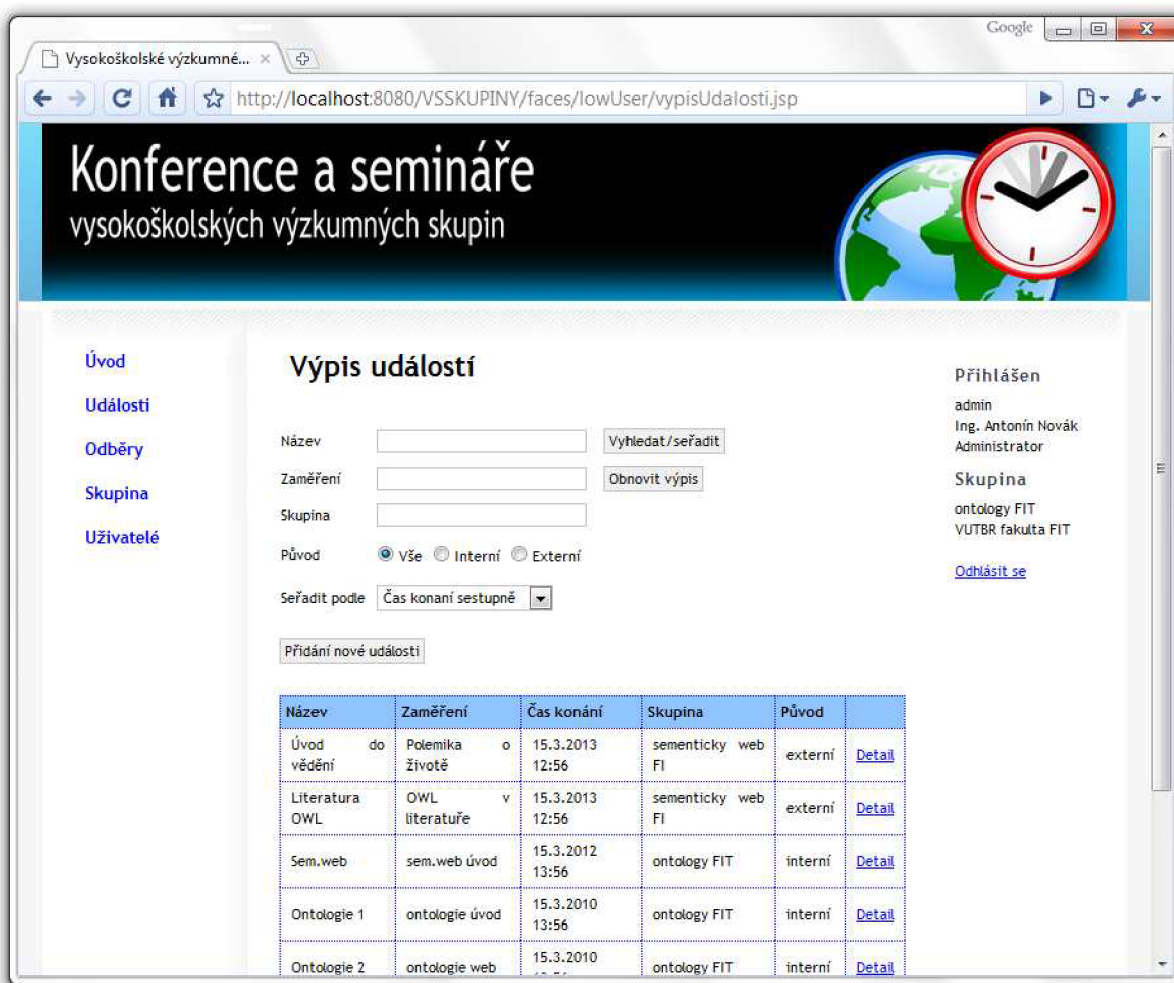 Google
Vysokoškolské výzkumné...
http://localhost:8080/VSSKUPINY/faces/lowUser/vypisUdalosti.jsp
Konference a semináře
vysokoškolských výzkumných skupin
Úvod
Události
Odběry
Skupina
Uživatelé
Výpis událostí
Název
Vyhledat/seřadit
Zaměření
Obnovit výpis
Skupina
Původ Vše Interní Externí
Seřadit podle Čas konaní sestupně
Přidání nové události
Název Zaměření Čas konání Skupina Původ
Úvod do vědění Polemika o životě 15.3.2013 12:56 sementicky web FI externí Detail
Literatura OWL OWL v literatuře 15.3.2013 12:56 sementicky web FI externí Detail
Sem.web sem.web úvod 15.3.2012 13:56 ontology FIT interní Detail
Ontologie 1 ontologie úvod 15.3.2010 13:56 ontology FIT interní Detail
Ontologie 2 ontologie web 15.3.2010 ontology FIT interní Detail
Přihlášen
admin
Ing. Antonín Novák
Administrator
Skupina
ontology FIT
VUTBR fakulta FIT
Odhlásit se